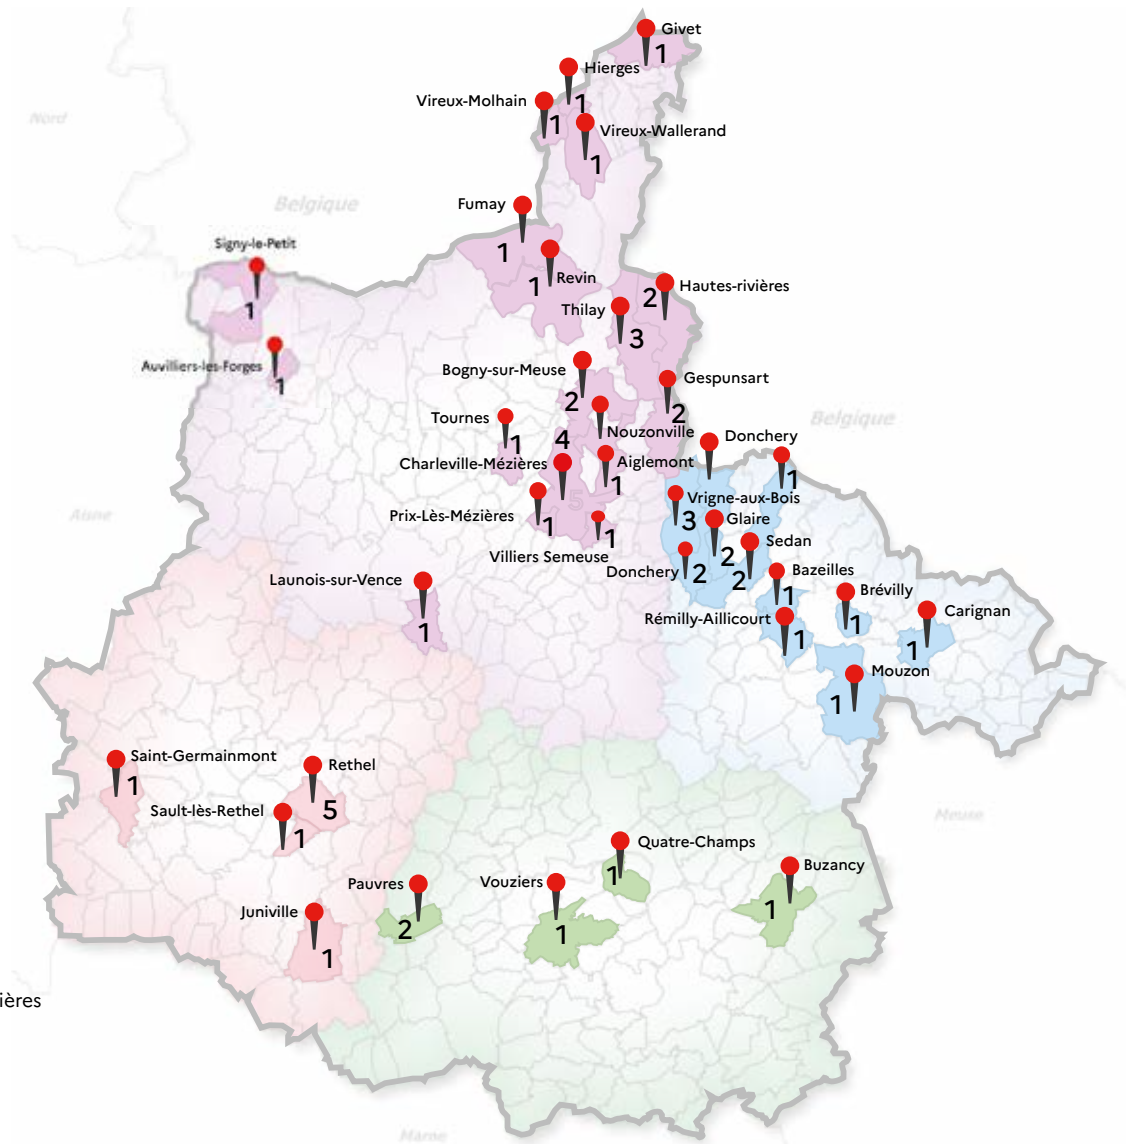 Givet
1
Hierges
1
Vireux-Molhain
1
Vireux-Wallerand
1
Nord
Belgique
Fumay
1
Signy-le-Petit
1
Revin
1
Hautes-rivières
2
Thilay
3
Auvilliers-les-Forges
1
Bogny-sur-Meuse
2
Gespunsart
2
Belgique
Tournes
1
Nouzonville
4
Donchery
Charleville-Mézières
5
Aiglemont
1
1
Vrigne-aux-Bois
3
Prix-Lès-Mézières
1
Aisne
Glaire
2
Villiers Semeuse
1
Sedan
2
Donchery
2
Bazeilles
1
Launois-sur-Vence
1
Brévilly
1
Rémilly-Aillicourt
1
Carignan
1
Mouzon
1
Saint-Germainmont
1
Rethel
5
Sault-lès-Rethel
1
Meuse
Quatre-Champs
1
Buzancy
1
Pauvres
2
Vouziers
1
Juniville
1
ières
Marne